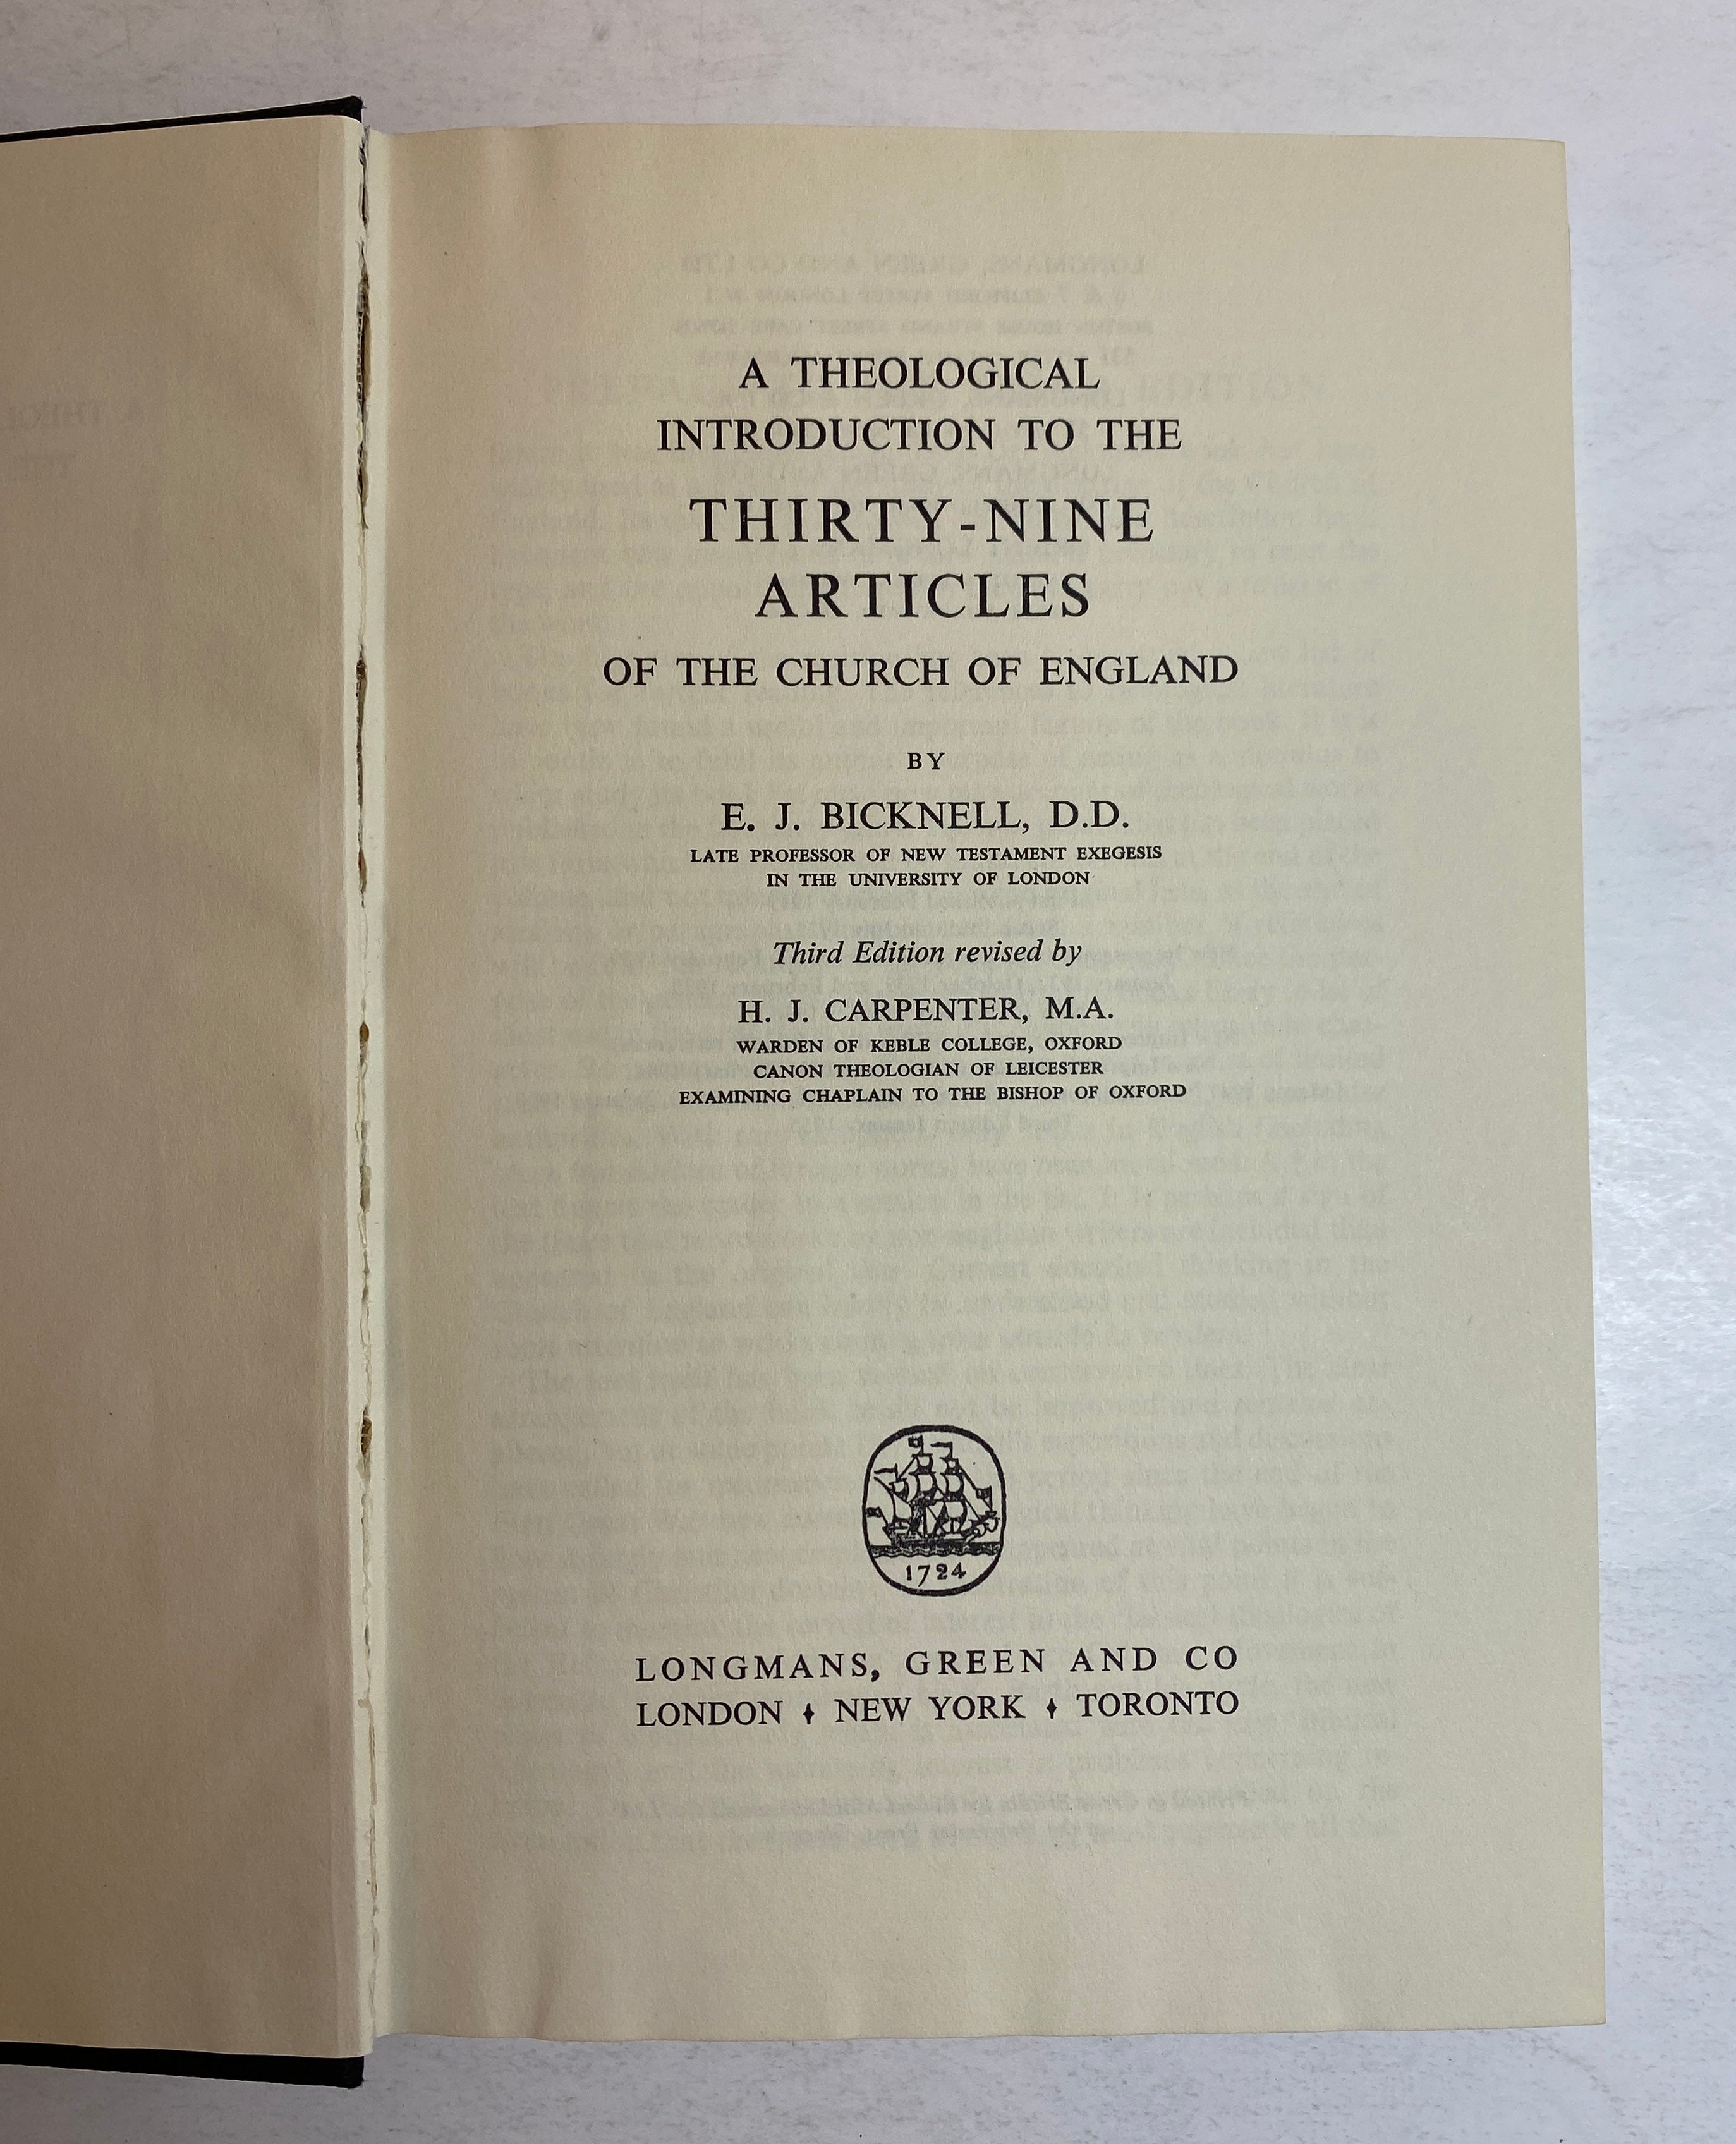 A THEOLOGICAL
INTRODUCTION TO THE
THIRTY-NINE
ARTICLES
OF THE CHURCH OF ENGLAND
BY
E. J. BICKNELL, D.D.
LATE PROFESSOR OF NEW TESTAMENT EXEGESIS
IN THE UNIVERSITY OF LONDON
Third Edition revised by
H. J. CARPENTER, M.A.
WARDEN OF KEBLE COLLEGE, OXFORD
CANON THEOLOGIAN OF LEICESTER
EXAMINING CHAPLAIN TO THE BISHOP OF OXFORD
1724
LONGMANS, GREEN AND CO
LONDON ♦ NEW YORK ♦ TORONTO